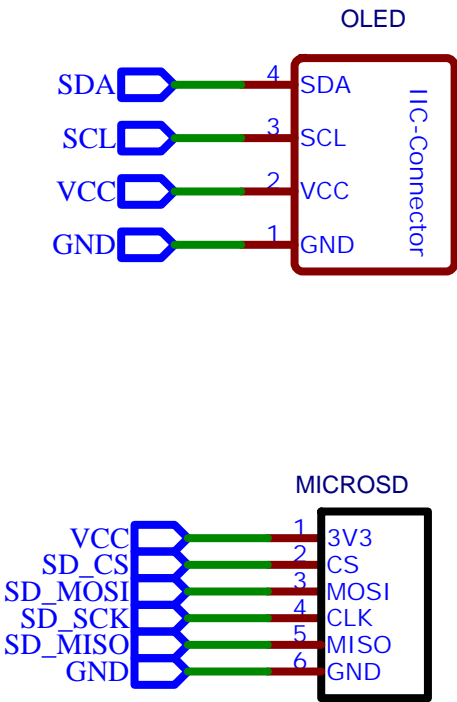 OLED
SDA 4 SDA
SCL 3 SCL
VCC 2 VCC
GND 1 GND
IIC-Connector
MICROSD
VCC 1 3V3
SD_CS 2 CS
SD_MOSI 3 MOSI
SD_SCK 4 CLK
SD_MISO 5 MISO
GND 6 GND